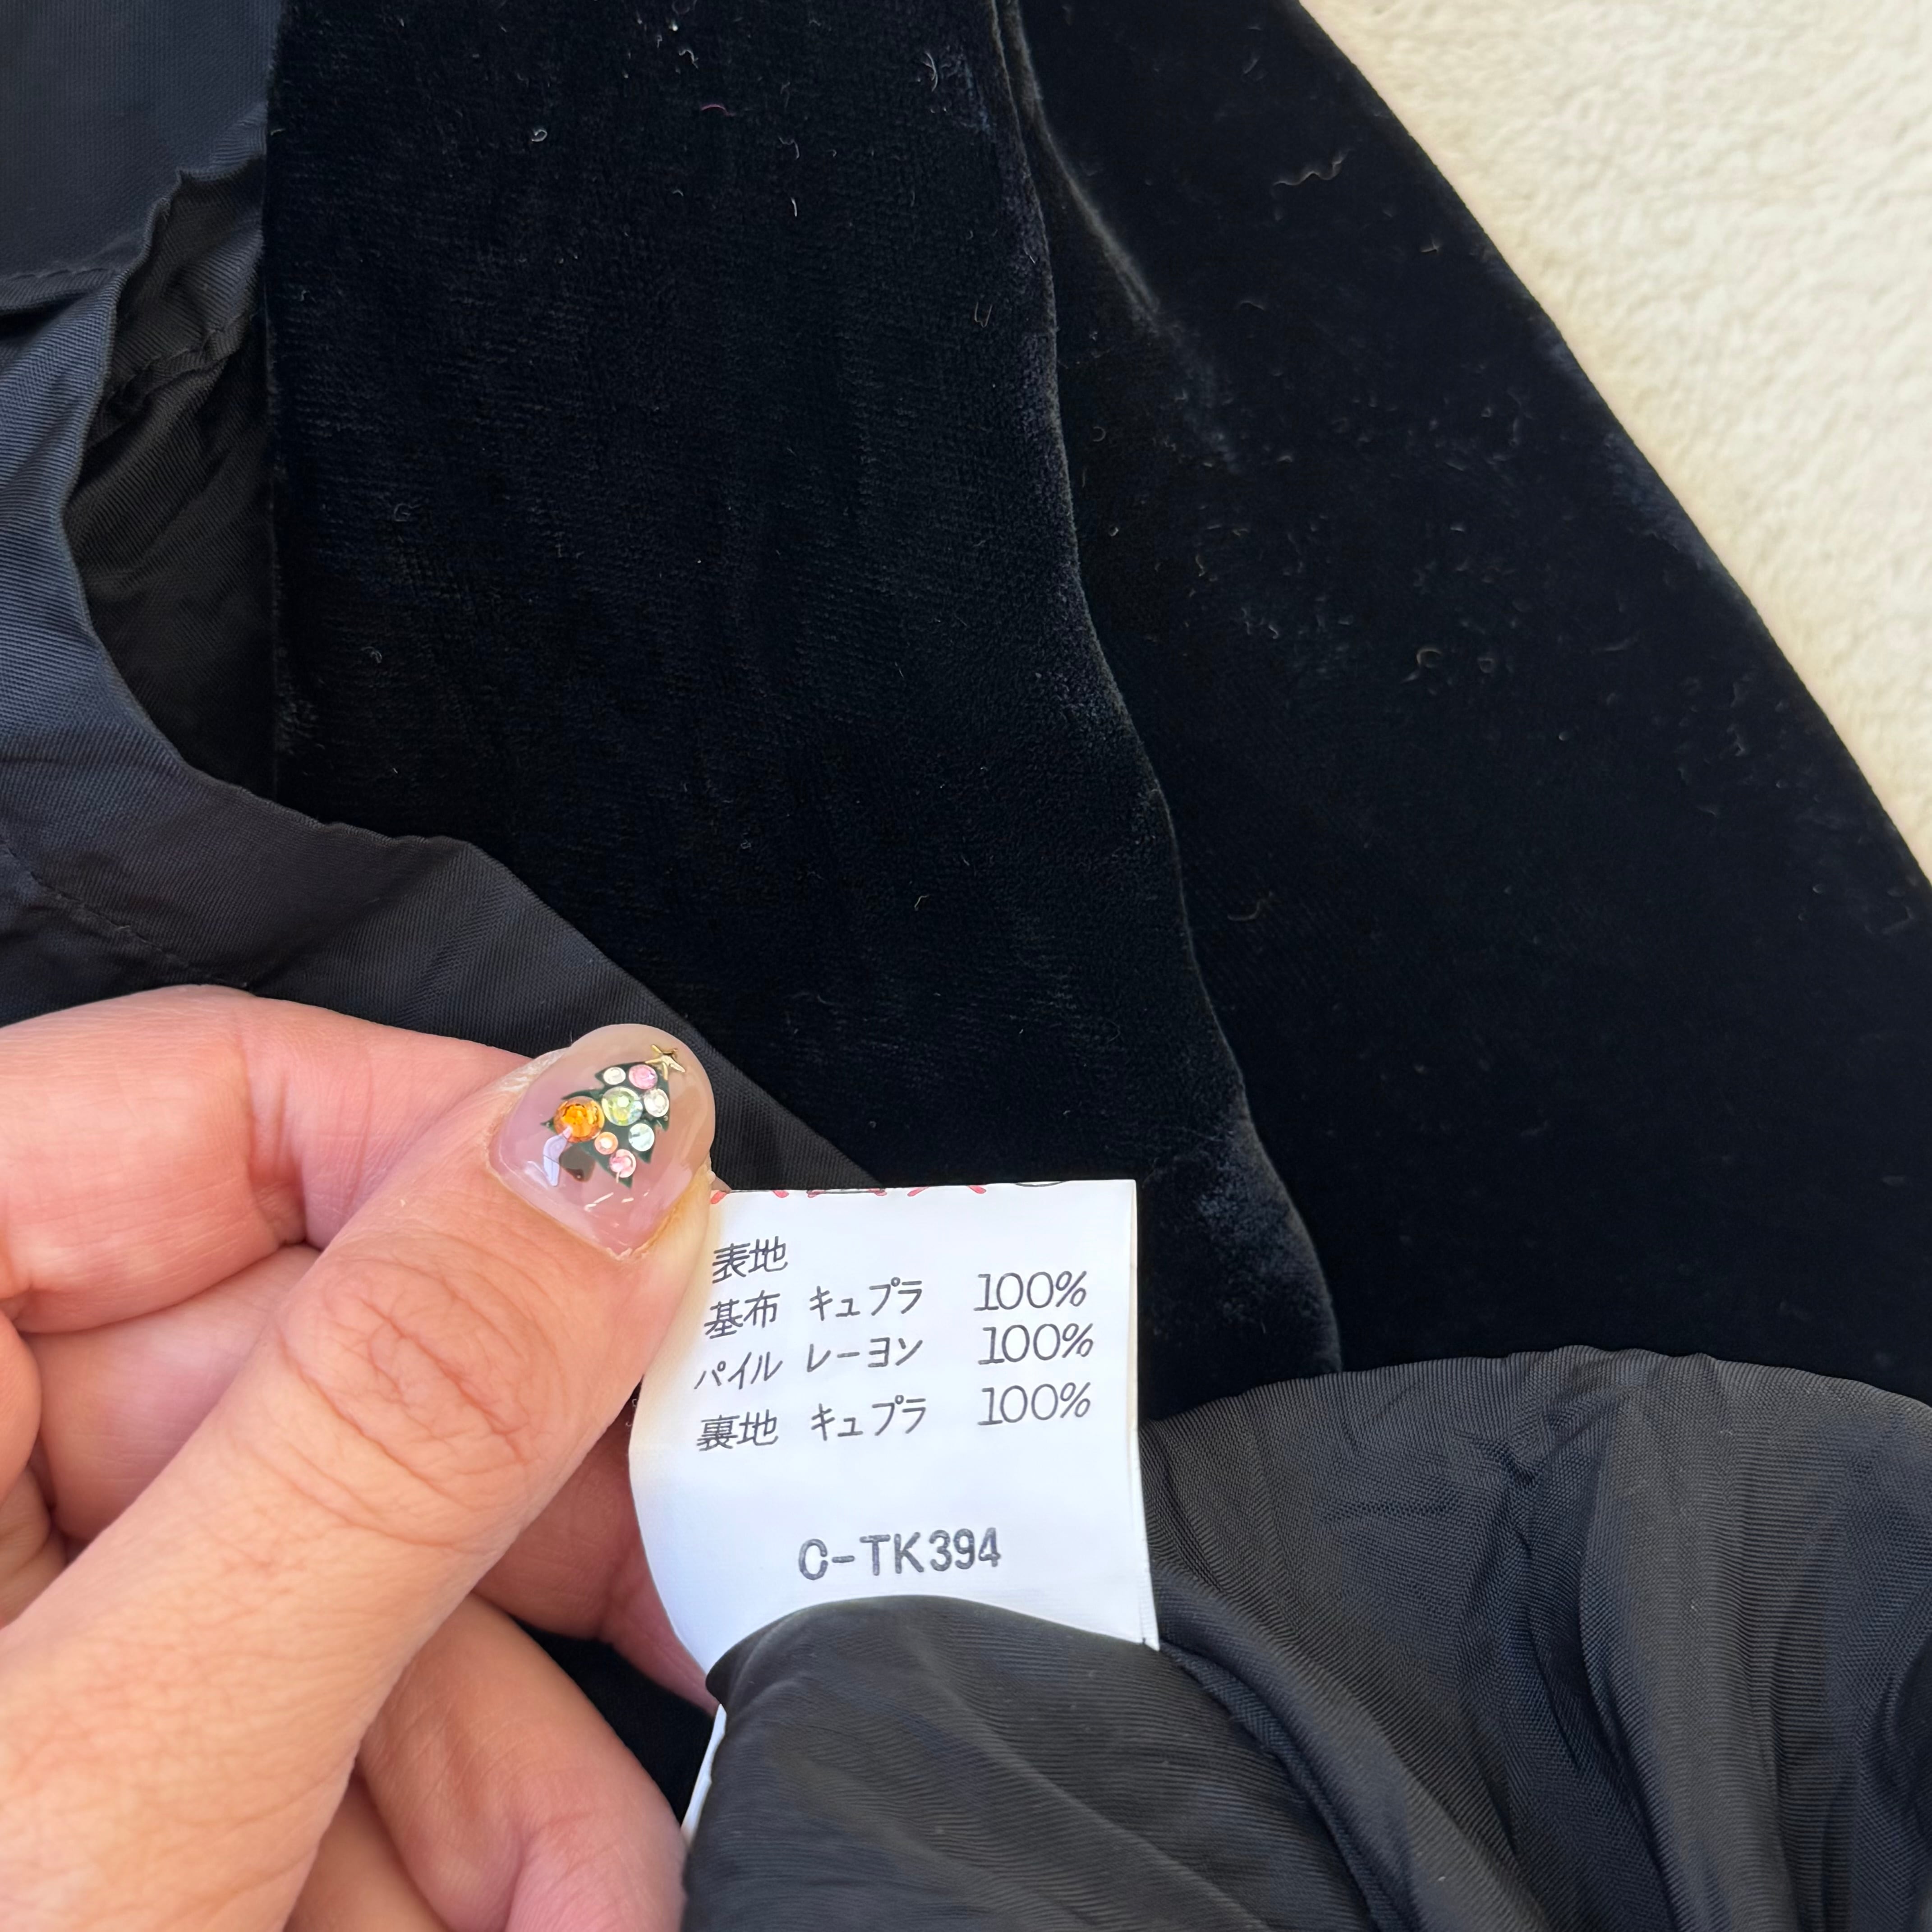 表地
基布 キュプラ 100%
パイル レーヨン 100%
裏地 キュプラ 100%
C-TK394